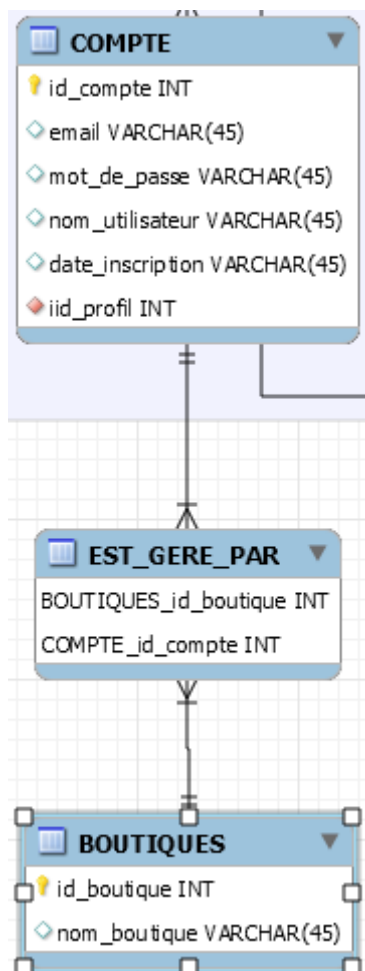 COMPTE
id_compte INT
email VARCHAR(45)
mot_de_passe VARCHAR(45)
nom_utilisateur VARCHAR(45)
date_inscription VARCHAR(45)
iid_profil INT
EST_GERE_PAR
BOUTIQUES_id_boutique INT
COMPTE_id_compte INT
BOUTIQUES
id_boutique INT
nom_boutique VARCHAR(45)